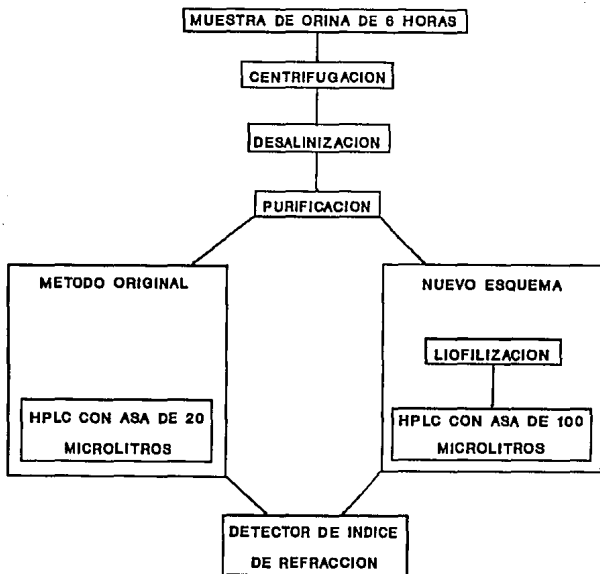 MUESTRA DE ORINA DE 6 HORAS
CENTRIFUGACION
DESALINIZACION
PURIFICACION
METODO ORIGINAL
HPLC CON ASA DE 20
MICROLITROS
NUEVO ESQUEMA
LIOFILIZACION
HPLC CON ASA DE 100
MICROLITROS
DETECTOR DE INDICE
DE REFRACCION